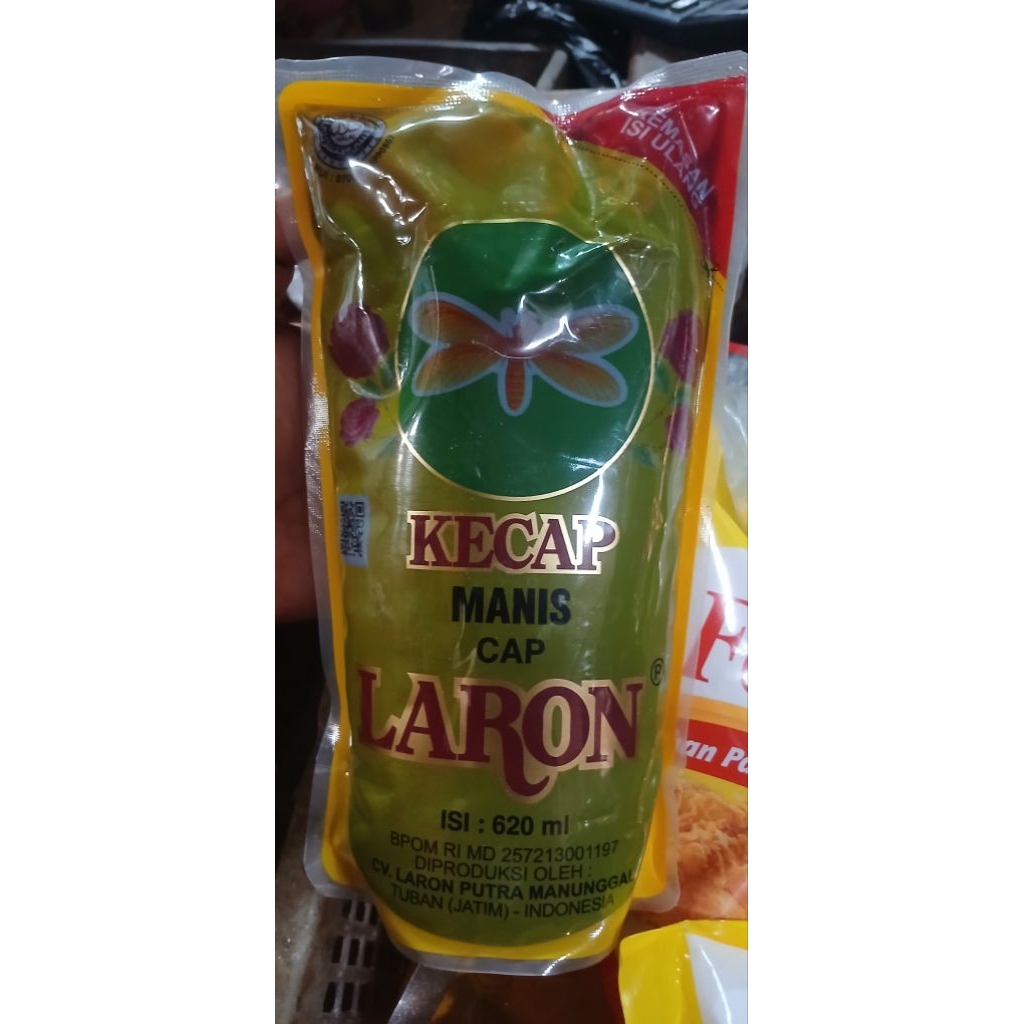 KEMASAN
ISI ULANG
KECAP
MANIS
CAP
LARON
ISI : 620 ml
BPOM RI MD 257213001197
DIPRODUKSI OLEH :
CV. LARON PUTRA MANUNGGAL
TUBAN (JATIM) - INDONESIA